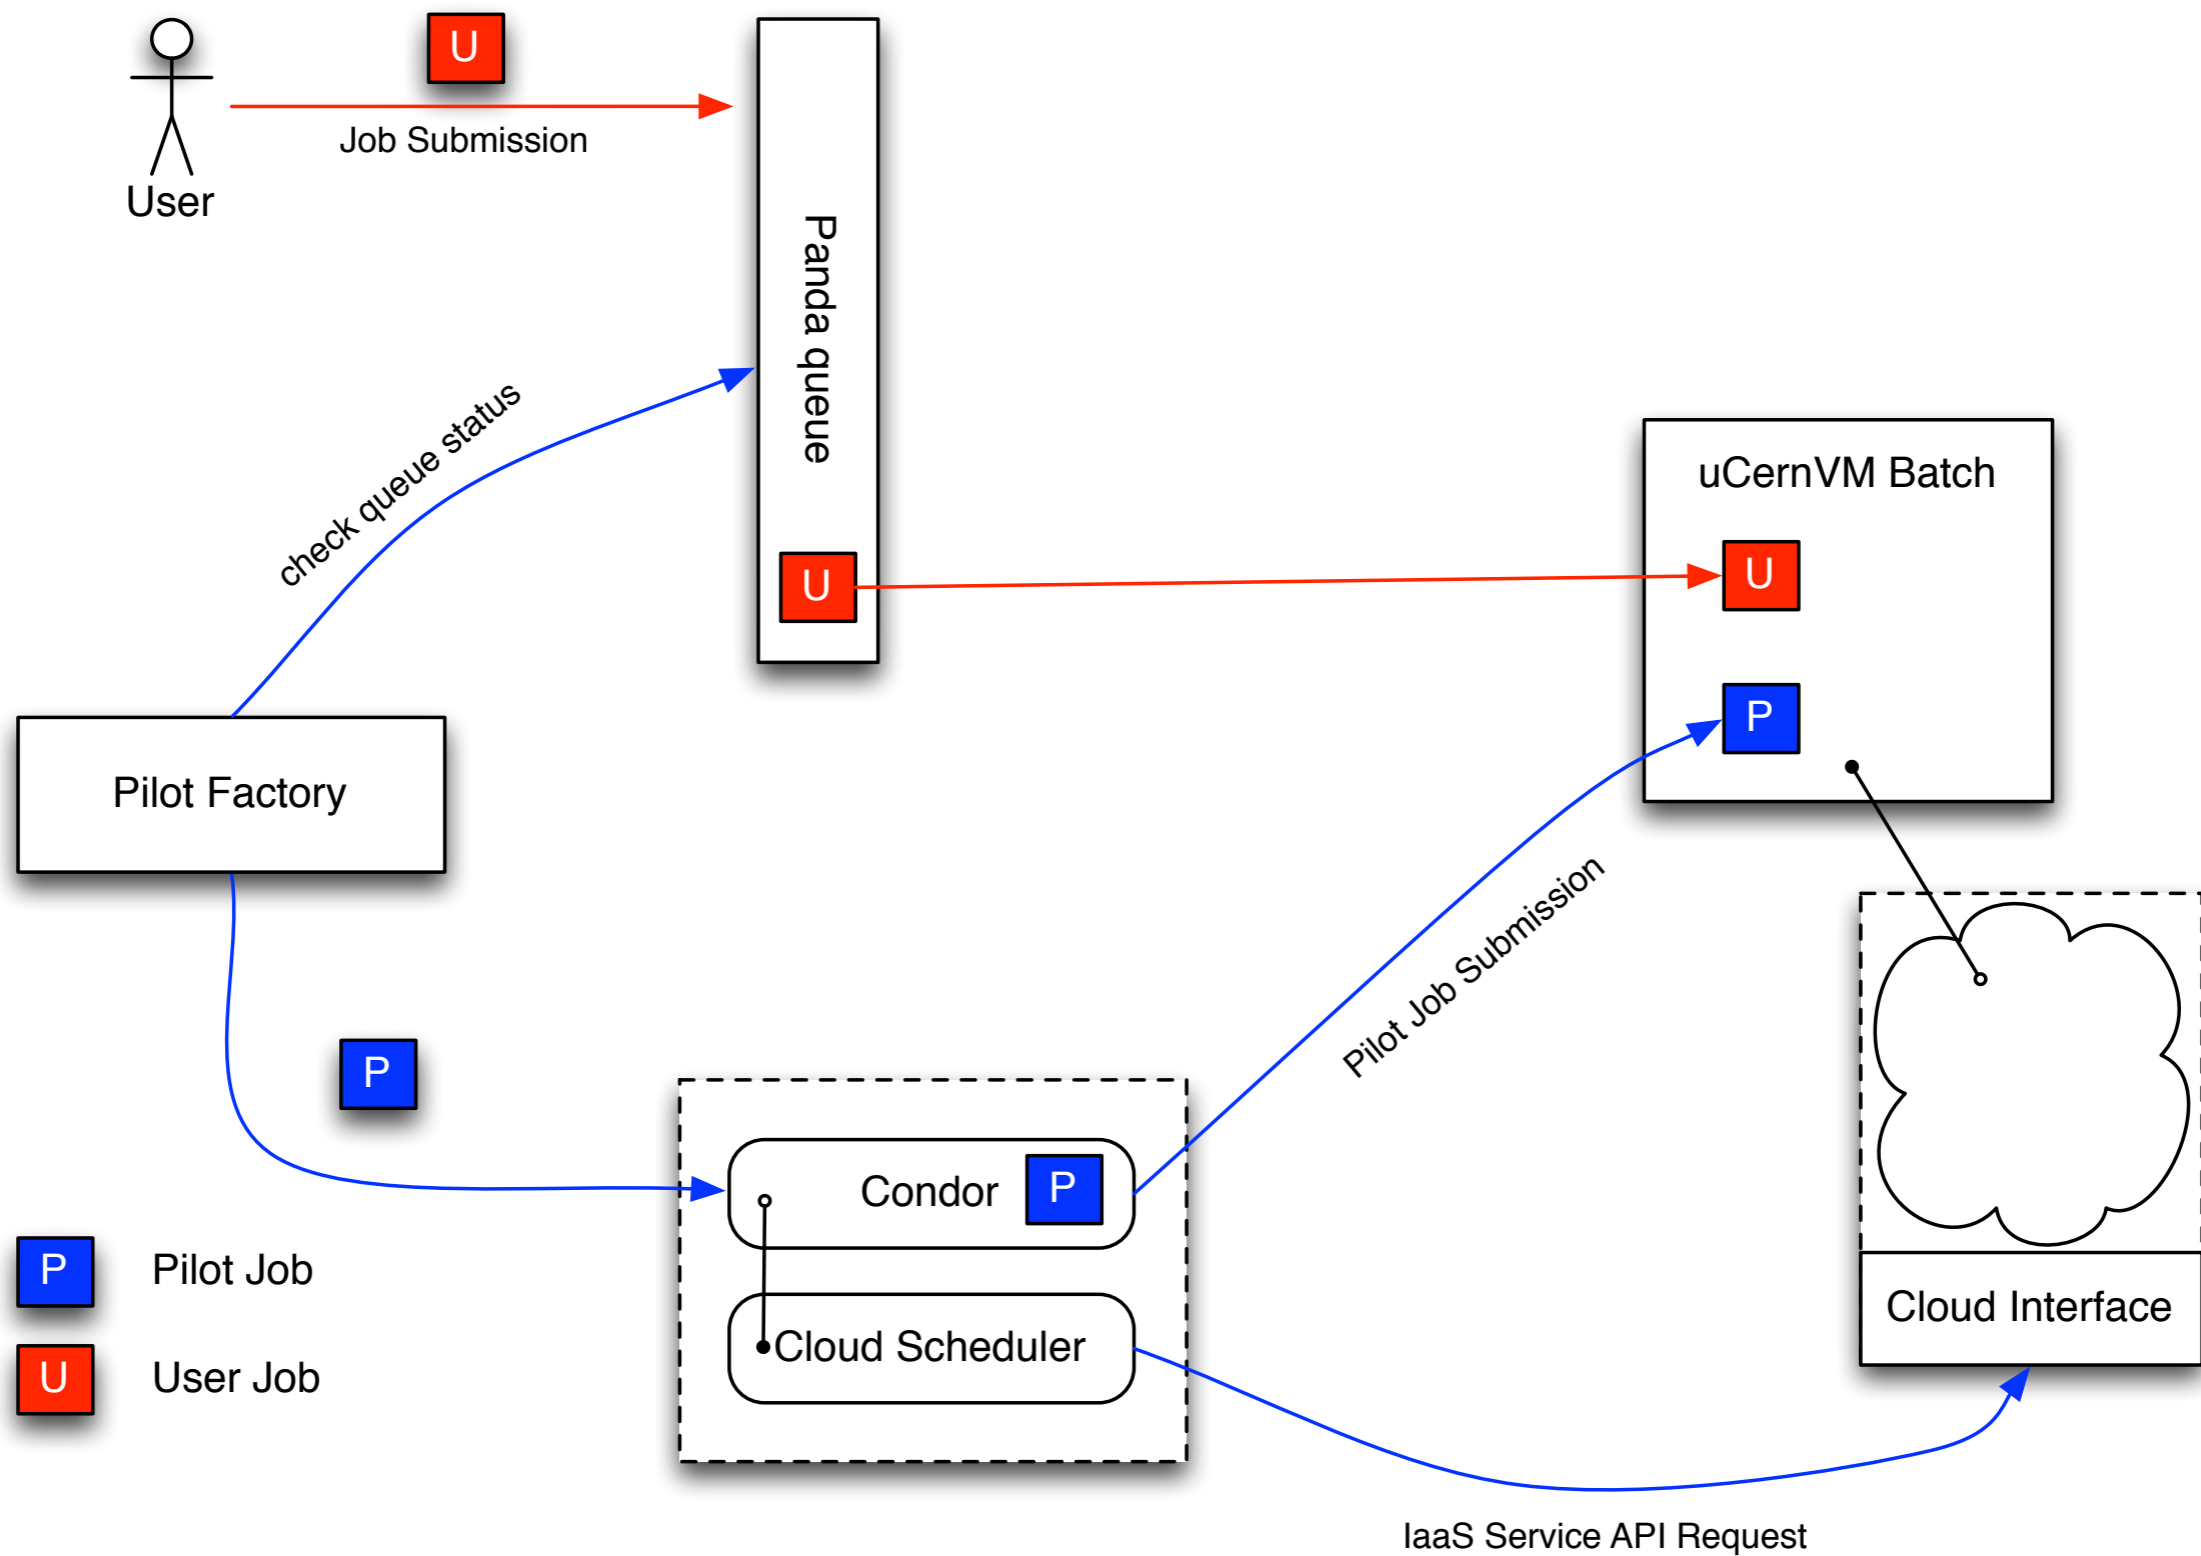 U
Job Submission
User
Panda queue
check queue status
U
uCernVM Batch
U
P
Pilot Factory
Pilot Job Submission
P
Condor
P
Cloud Scheduler
Cloud Interface
P
Pilot Job
U
User Job
IaaS Service API Request